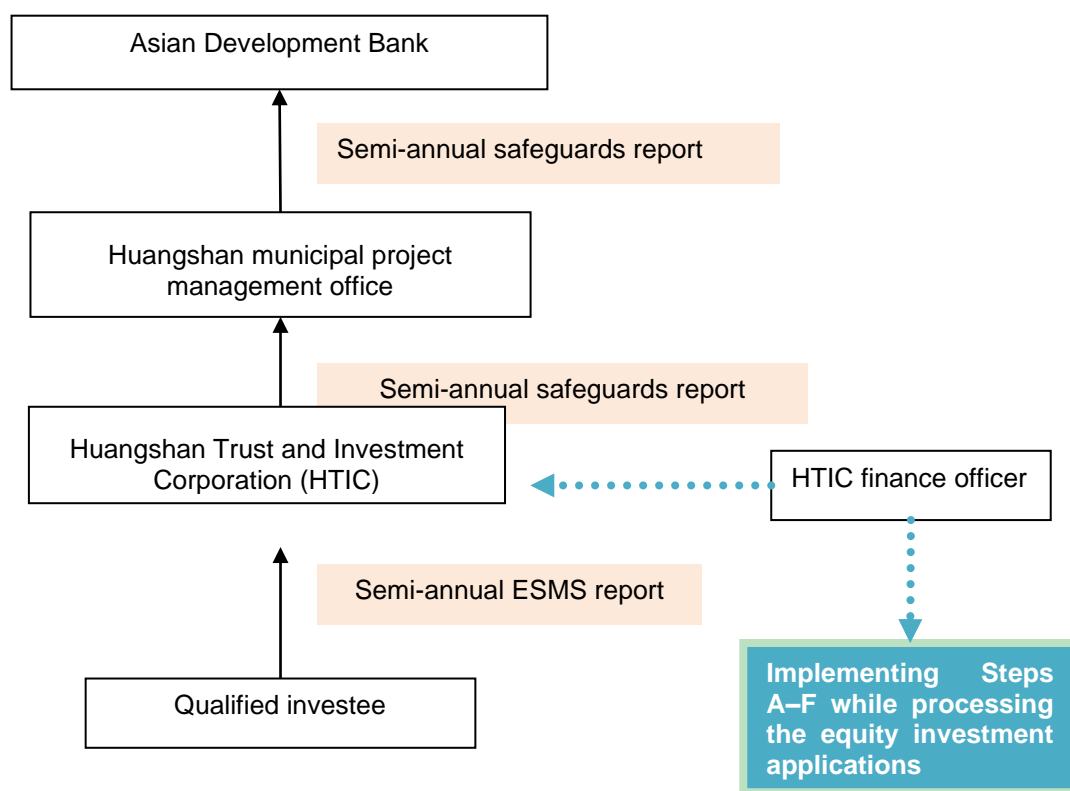 Asian Development Bank
Semi-annual safeguards report
Huangshan municipal project
management office
Semi-annual safeguards report
Huangshan Trust and Investment
Corporation (HTIC)
HTIC finance officer
Semi-annual ESMS report
Qualified investee
Implementing Steps
A–F while processing
the equity investment
applications